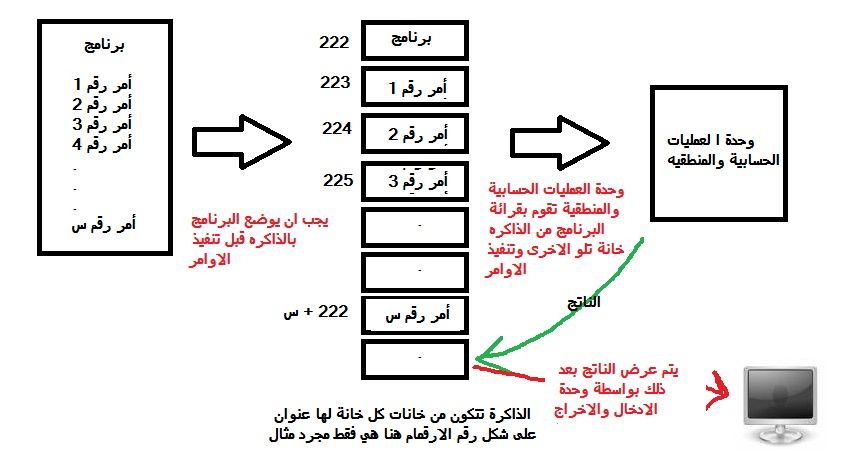 برنامج
أمر رقم 1
أمر رقم 2
أمر رقم 3
أمر رقم 4
.
.
.
أمر رقم س
يجب ان يوضع البرنامج
بالذاكره قبل تنفيذ
الاوامر
222
برنامج
223
أمر رقم 1
224
أمر رقم 2
225
أمر رقم 3
.
.
222 + س
أمر رقم س
.
وحدة العمليات الحسابية
والمنطقية تقوم بقرائة
البرنامج من الذاكره
خانة تلو الاخرى وتنفيذ
الاوامر
وحدة ا لعمليات
الحسابية والمنطقيه
الناتج
يتم عرض الناتج بعد
ذلك بواسطة وحدة
الادخال والاخراج
الذاكرة تتكون من خانات كل خانة لها عنوان
على شكل رقم الارقمام هنا هي فقط مجرد مثال